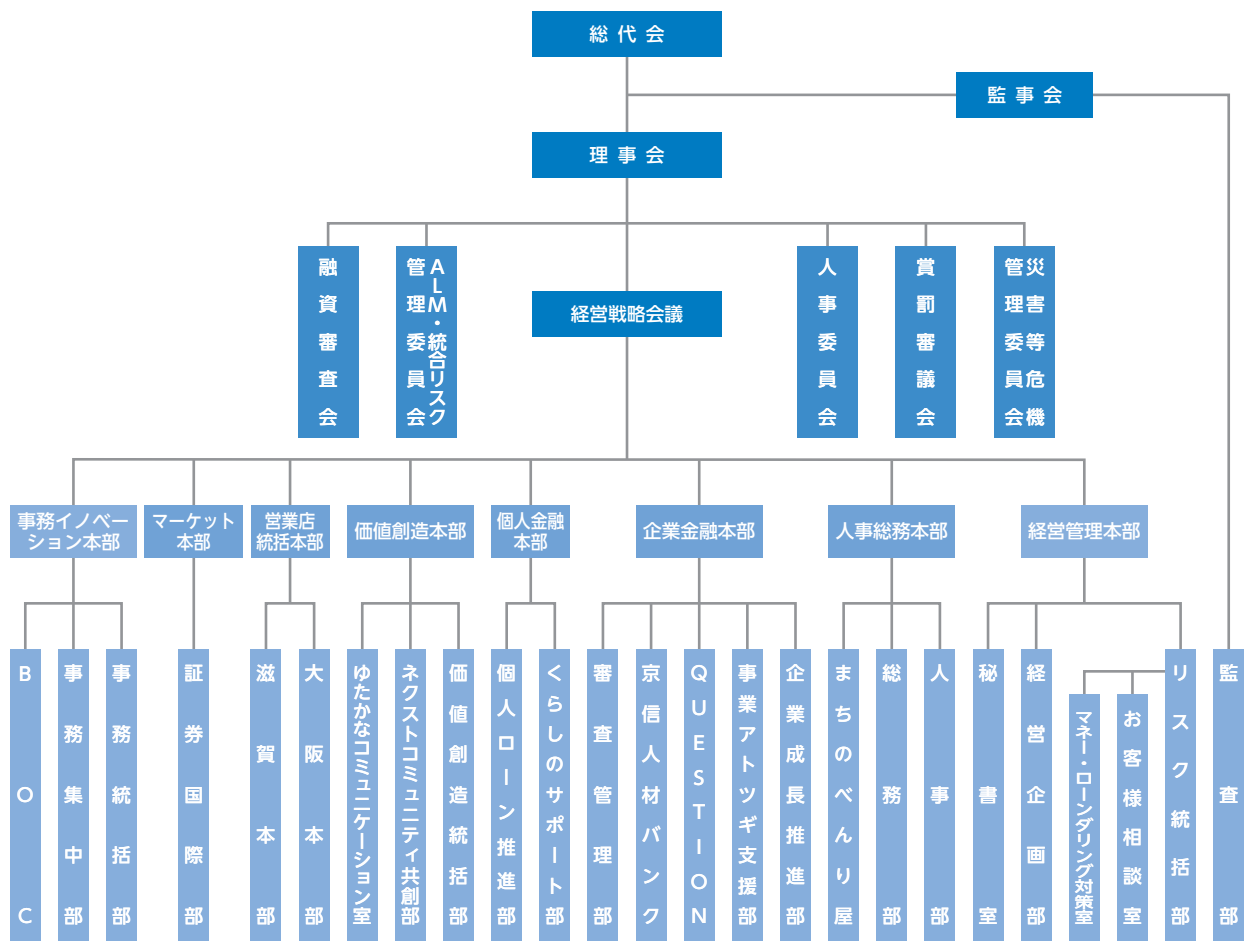 総代会
監事会
理事会
融資審査会
ALM・統合リスク
管理委員会
経営戦略会議
人事委員会
賞罰審議会
災害等危機
管理委員会
事務イノベー
ション本部
マーケット
本部
営業店
統括本部
価値創造本部
個人金融
本部
企業金融本部
人事総務本部
経営管理本部
BOC
事務集中部
事務統括部
証券国際部
滋賀本部
大阪本部
ゆたかなコミュニケーション室
ネクストコミュニティ共創部
価値創造統括部
個人ローン推進部
くらしのサポート部
審査管理部
京信人材バンク
QUESTION
事業アトツギ支援部
企業成長推進部
まちのべんり屋
総務部
人事部
秘書室
経営企画部
マネー・ローンダリング対策室
お客様相談室
リスク統括部
監査部